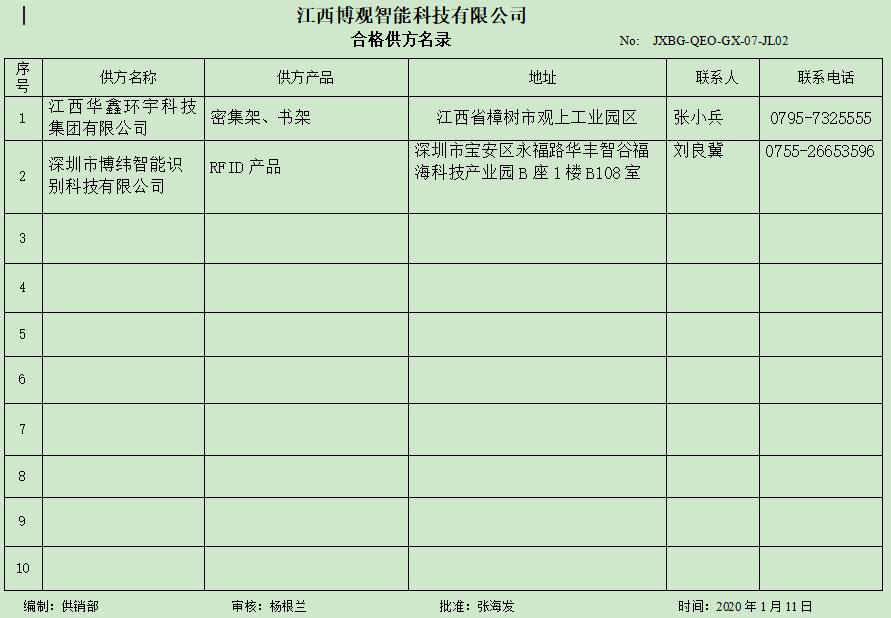 江西博观智能科技有限公司
合格供方名录
No: JXBG-QEO-GX-07-JL02
序号 供方名称 供方产品 地址 联系人 联系电话
1 江西华鑫环宇科技 密集架、书架 江西省樟树市观上工业园区 张小兵 0795-7325555
集团有限公司
2 深圳市博纬智能识 RFID 产品 深圳市宝安区永福路华丰智谷福 刘良冀 0755-26653596
别科技有限公司 海科技产业园 B 座 1 楼 B108 室
3
4
5
6
7
8
9
10
编制：供销部 审核：杨根兰 批准：张海发 时间：2020 年 1 月 11 日